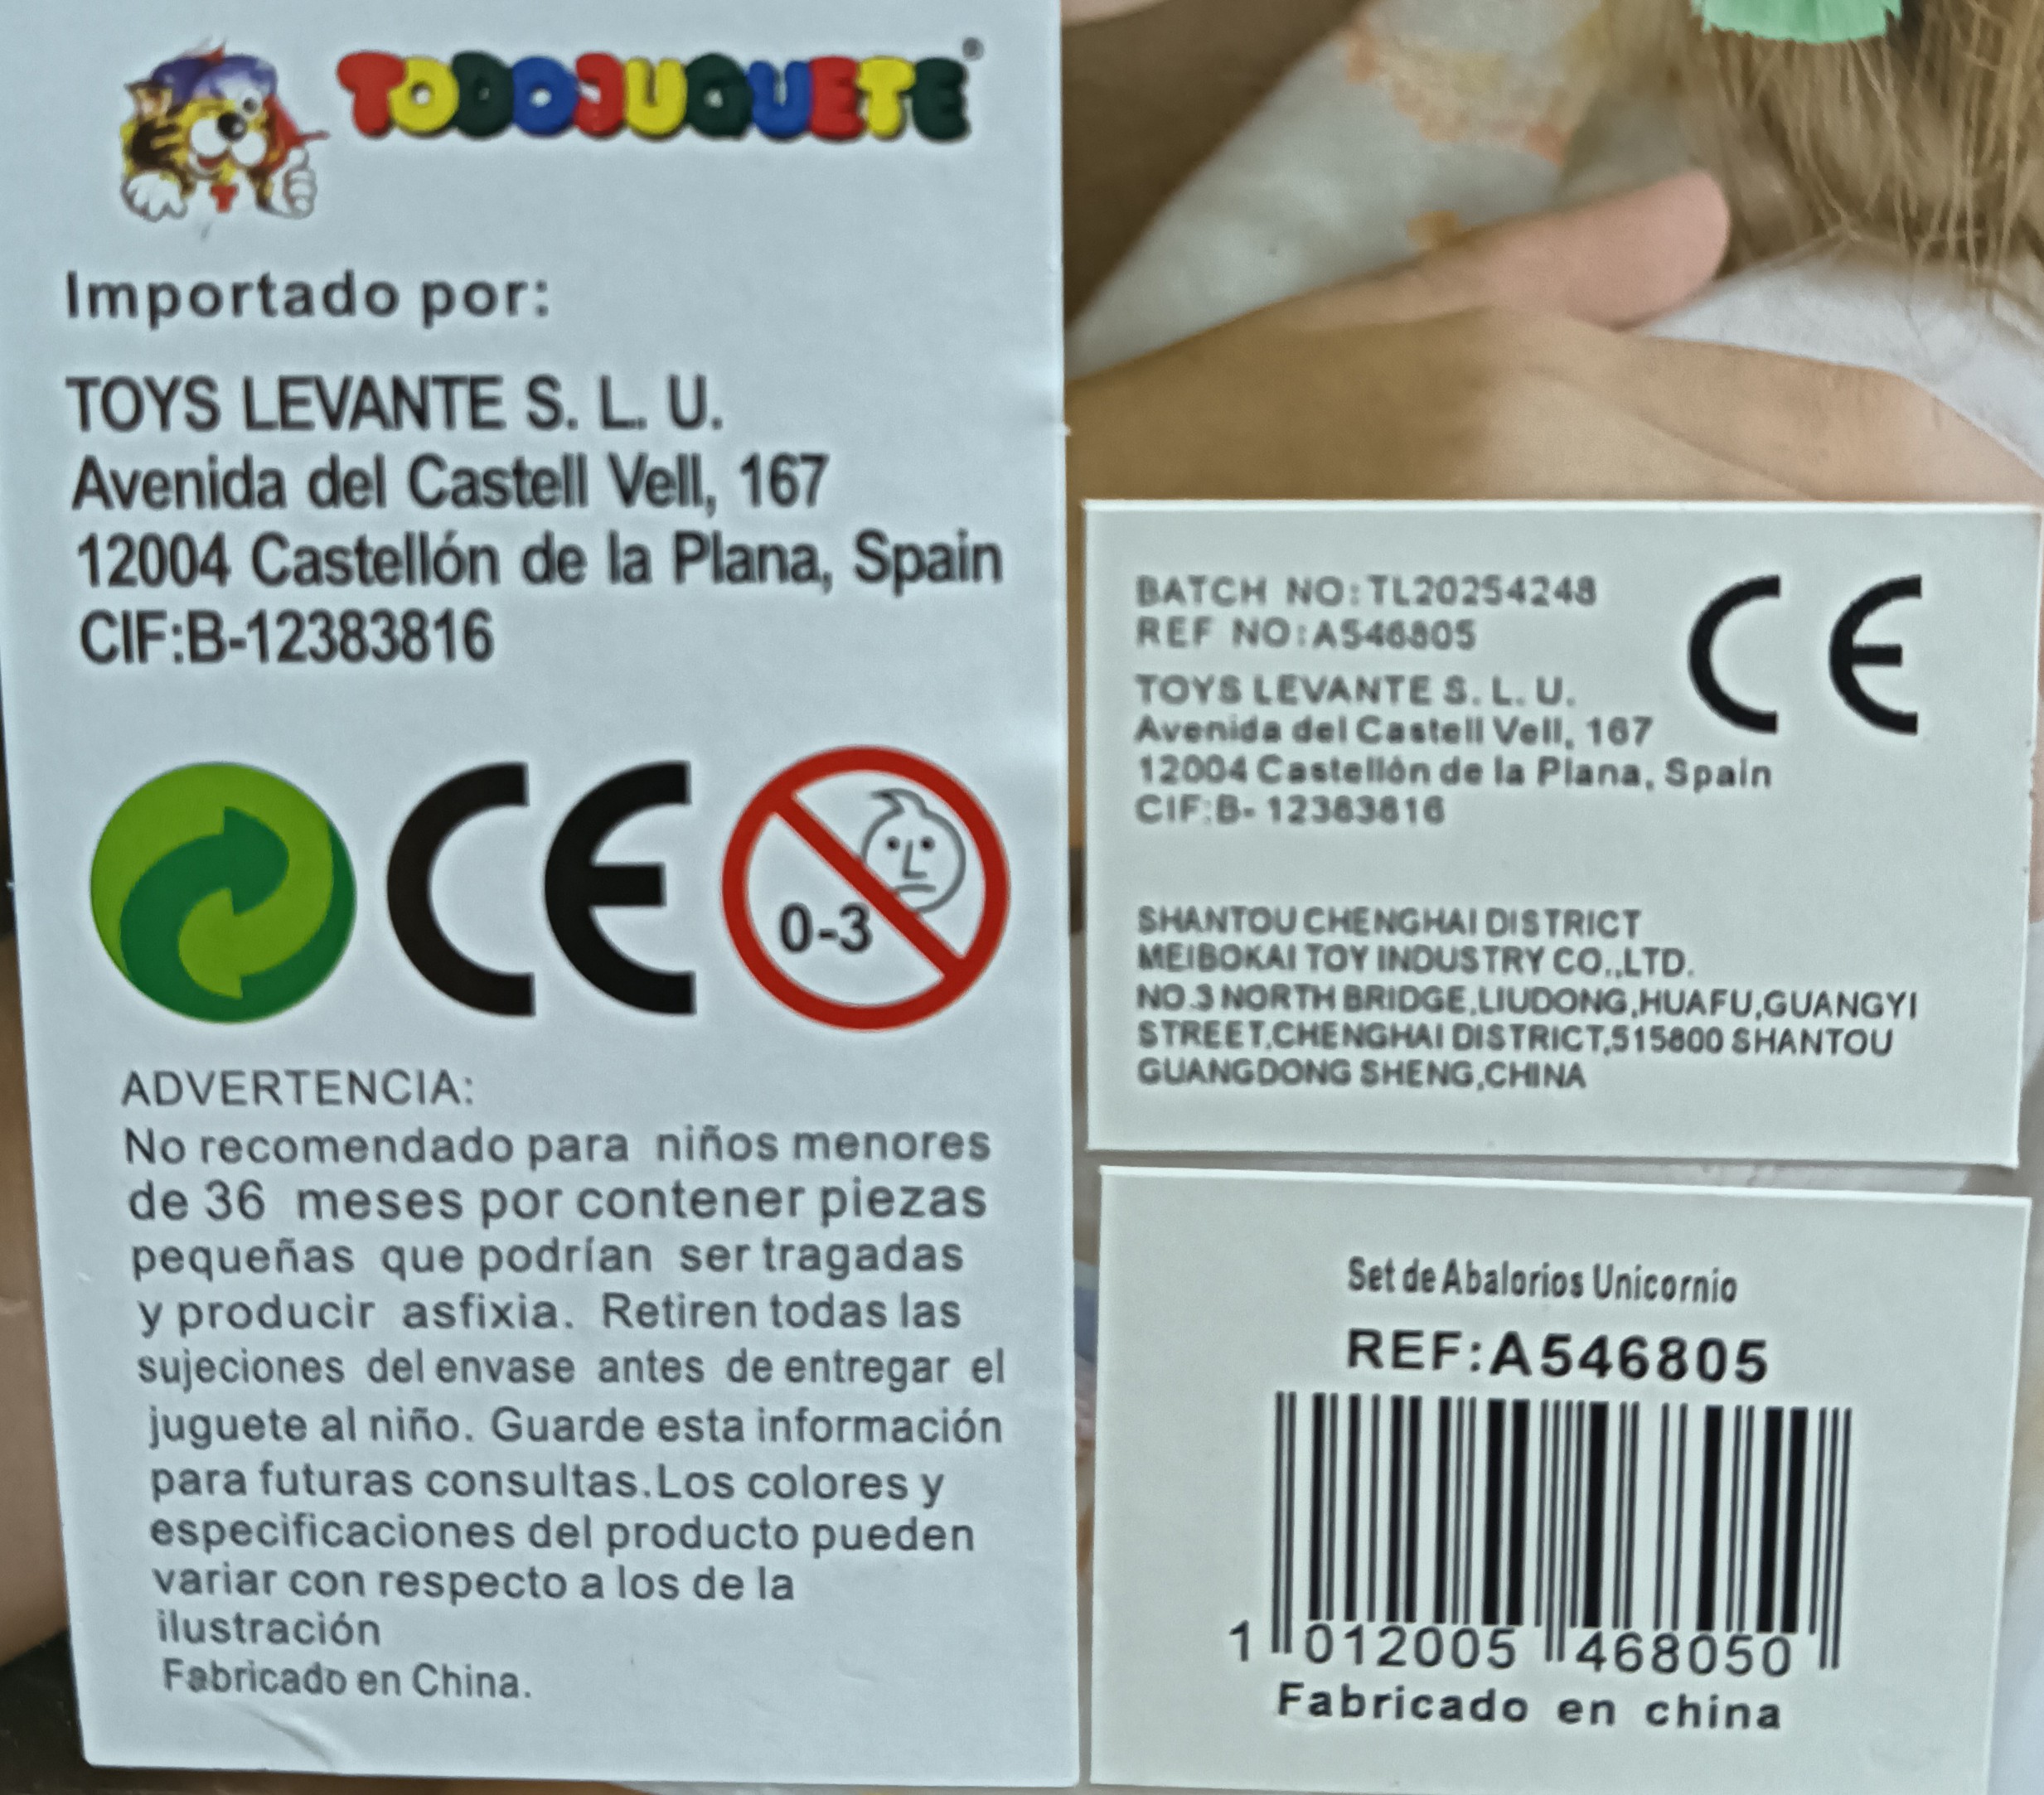 TODOJUGUETE®
Importado por:
TOYS LEVANTE S. L. U.
Avenida del Castell Vell, 167
12004 Castellón de la Plana, Spain
CIF:B-12383816
CE
0-3
ADVERTENCIA:
No recomendado para niños menores
de 36 meses por contener piezas
pequeñas que podrían ser tragadas
y producir asfixia. Retiren todas las
sujeciones del envase antes de entregar el
juguete al niño. Guarde esta información
para futuras consultas.Los colores y
especificaciones del producto pueden
variar con respecto a los de la
ilustración
Fabricado en China.
BATCH NO:TL20254248
REF NO:A546805
CE
TOYS LEVANTE S. L. U.
Avenida del Castell Vell, 167
12004 Castellón de la Plana, Spain
CIF:B- 12383816
SHANTOU CHENGHAI DISTRICT
MEIBOKAI TOY INDUSTRY CO.,LTD.
NO.3 NORTH BRIDGE,LIUDONG,HUAFU,GUANGYI
STREET,CHENGHAI DISTRICT,515800 SHANTOU
GUANGDONG SHENG,CHINA
Set de Abalorios Unicornio
REF:A546805
1 012005 468050
Fabricado en china